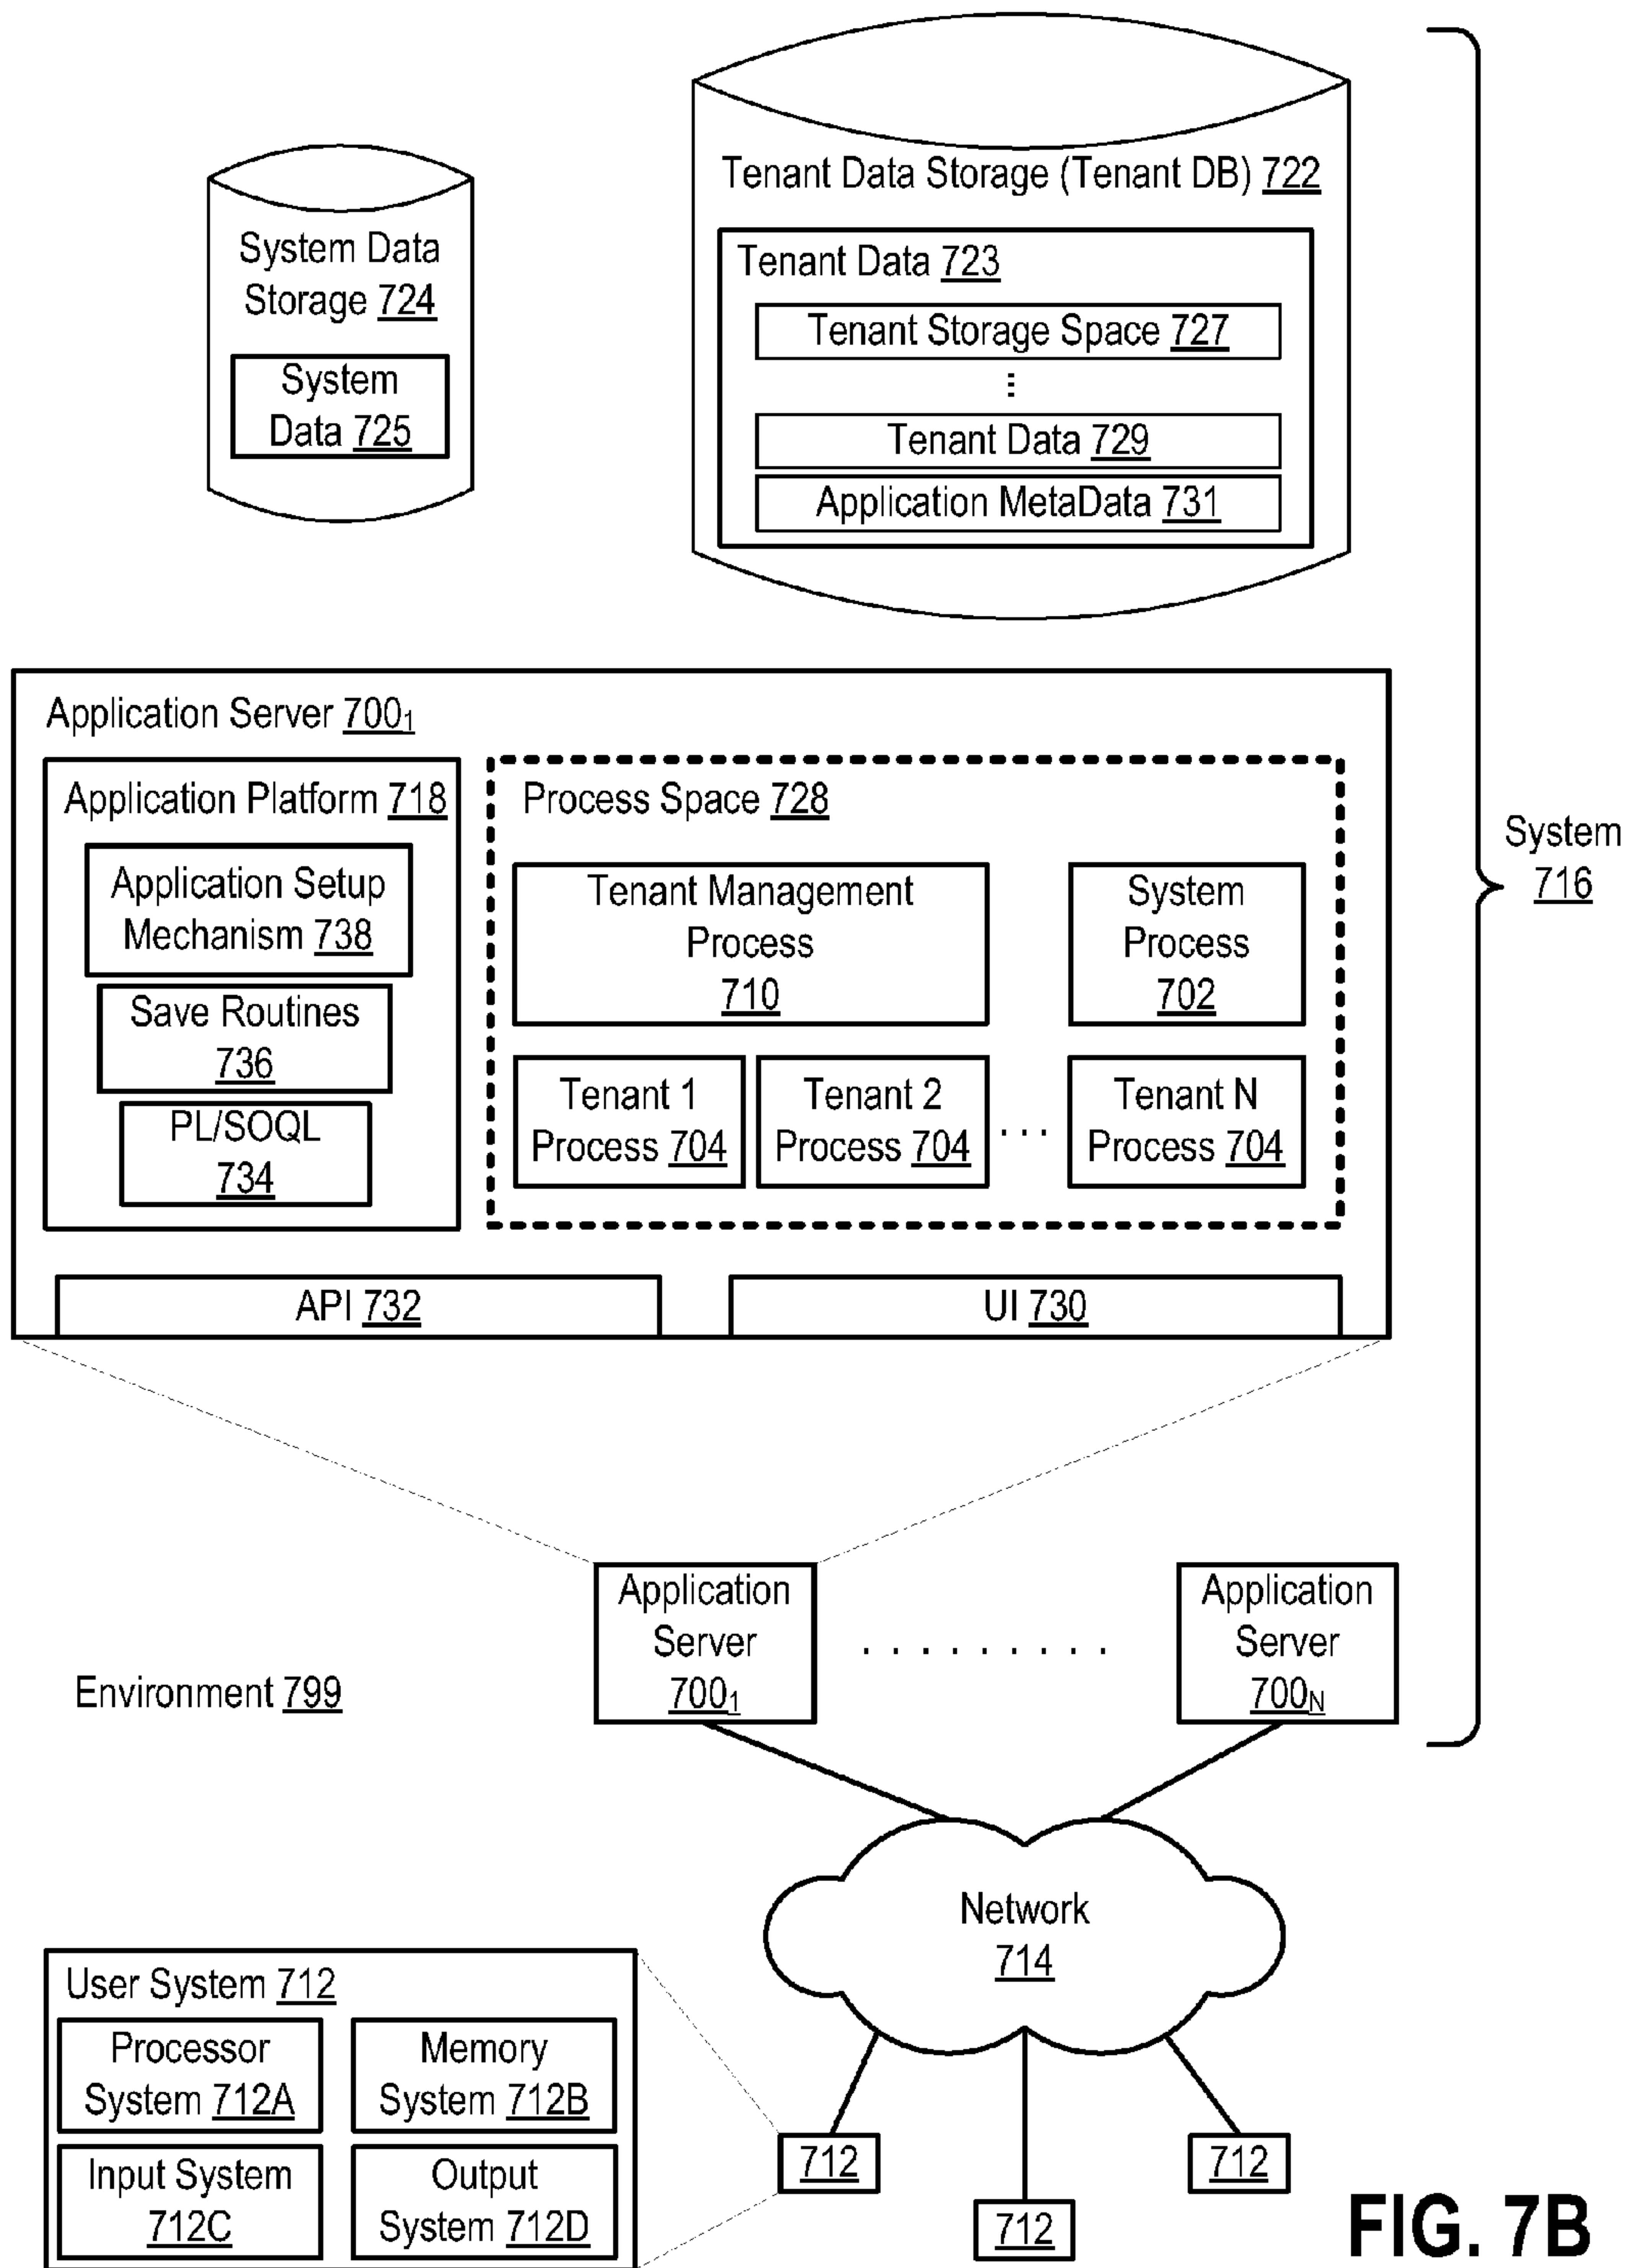 Tenant Data Storage (Tenant DB) 722
System Data
Storage 724
System
Data 725
Tenant Data 723
Tenant Storage Space 727
⋮
Tenant Data 729
Application MetaData 731
Application Server 700₁
Application Platform 718
Application Setup
Mechanism 738
Save Routines
736
PL/SOQL
734
Process Space 728
Tenant Management
Process
710
System
Process
702
Tenant 1
Process 704
Tenant 2
Process 704
...
Tenant N
Process 704
API 732
UI 730
System
716
Application
Server
700₁
. . . . . . . . .
Application
Server
700N
Environment 799
Network
714
User System 712
Processor
System 712A
Memory
System 712B
Input System
712C
Output
System 712D
712
712
712
FIG. 7B